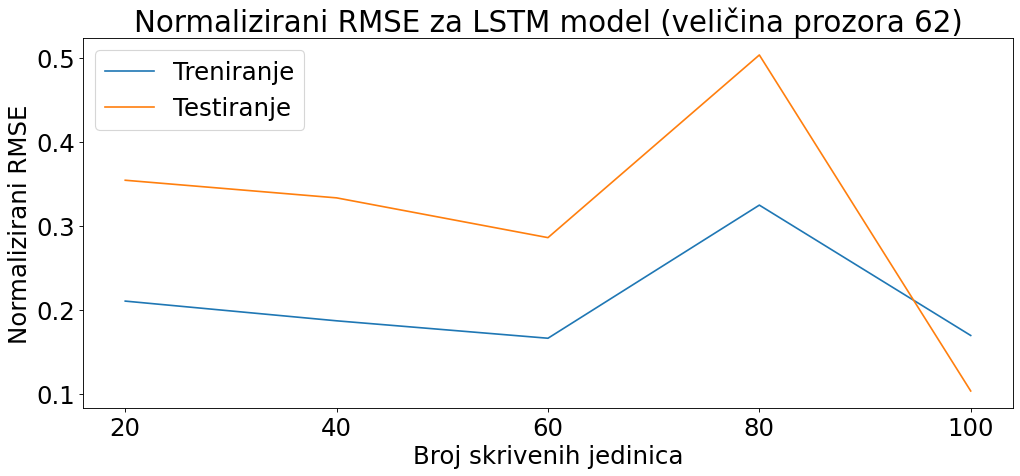 Normalizirani RMSE za LSTM model (veličina prozora 62)
Treniranje
Testiranje
Normalizirani RMSE
0.5
0.4
0.3
0.2
0.1
20 40 60 80 100
Broj skrivenih jedinica